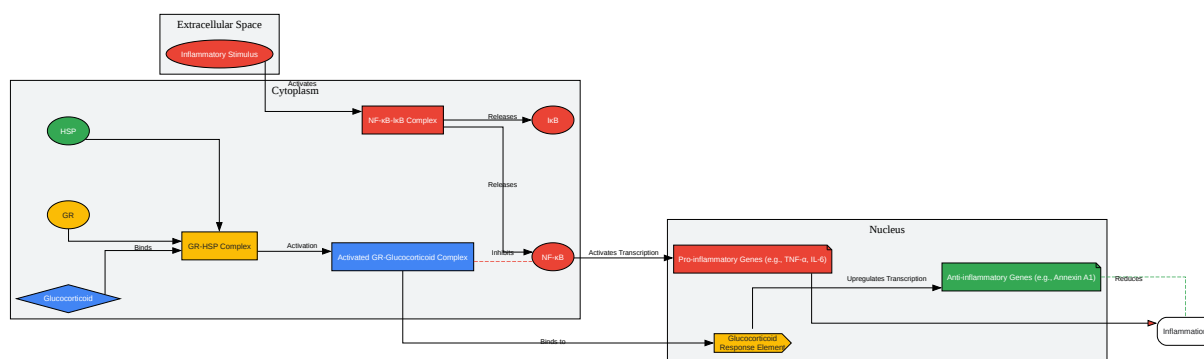 Extracellular Space
Inflammatory Stimulus
Activates
Cytoplasm
HSP
NF-κB-IκB Complex
Releases
IκB
Releases
GR
Binds
GR-HSP Complex
Activation
Activated GR-Glucocorticoid Complex
Inhibits
NF-κB
Activates Transcription
Nucleus
Pro-inflammatory Genes (e.g., TNF-α, IL-6)
Upregulates Transcription
Anti-inflammatory Genes (e.g., Annexin A1)
Reduces
Glucocorticoid
Binds to
Glucocorticoid
Response Element
Inflammation